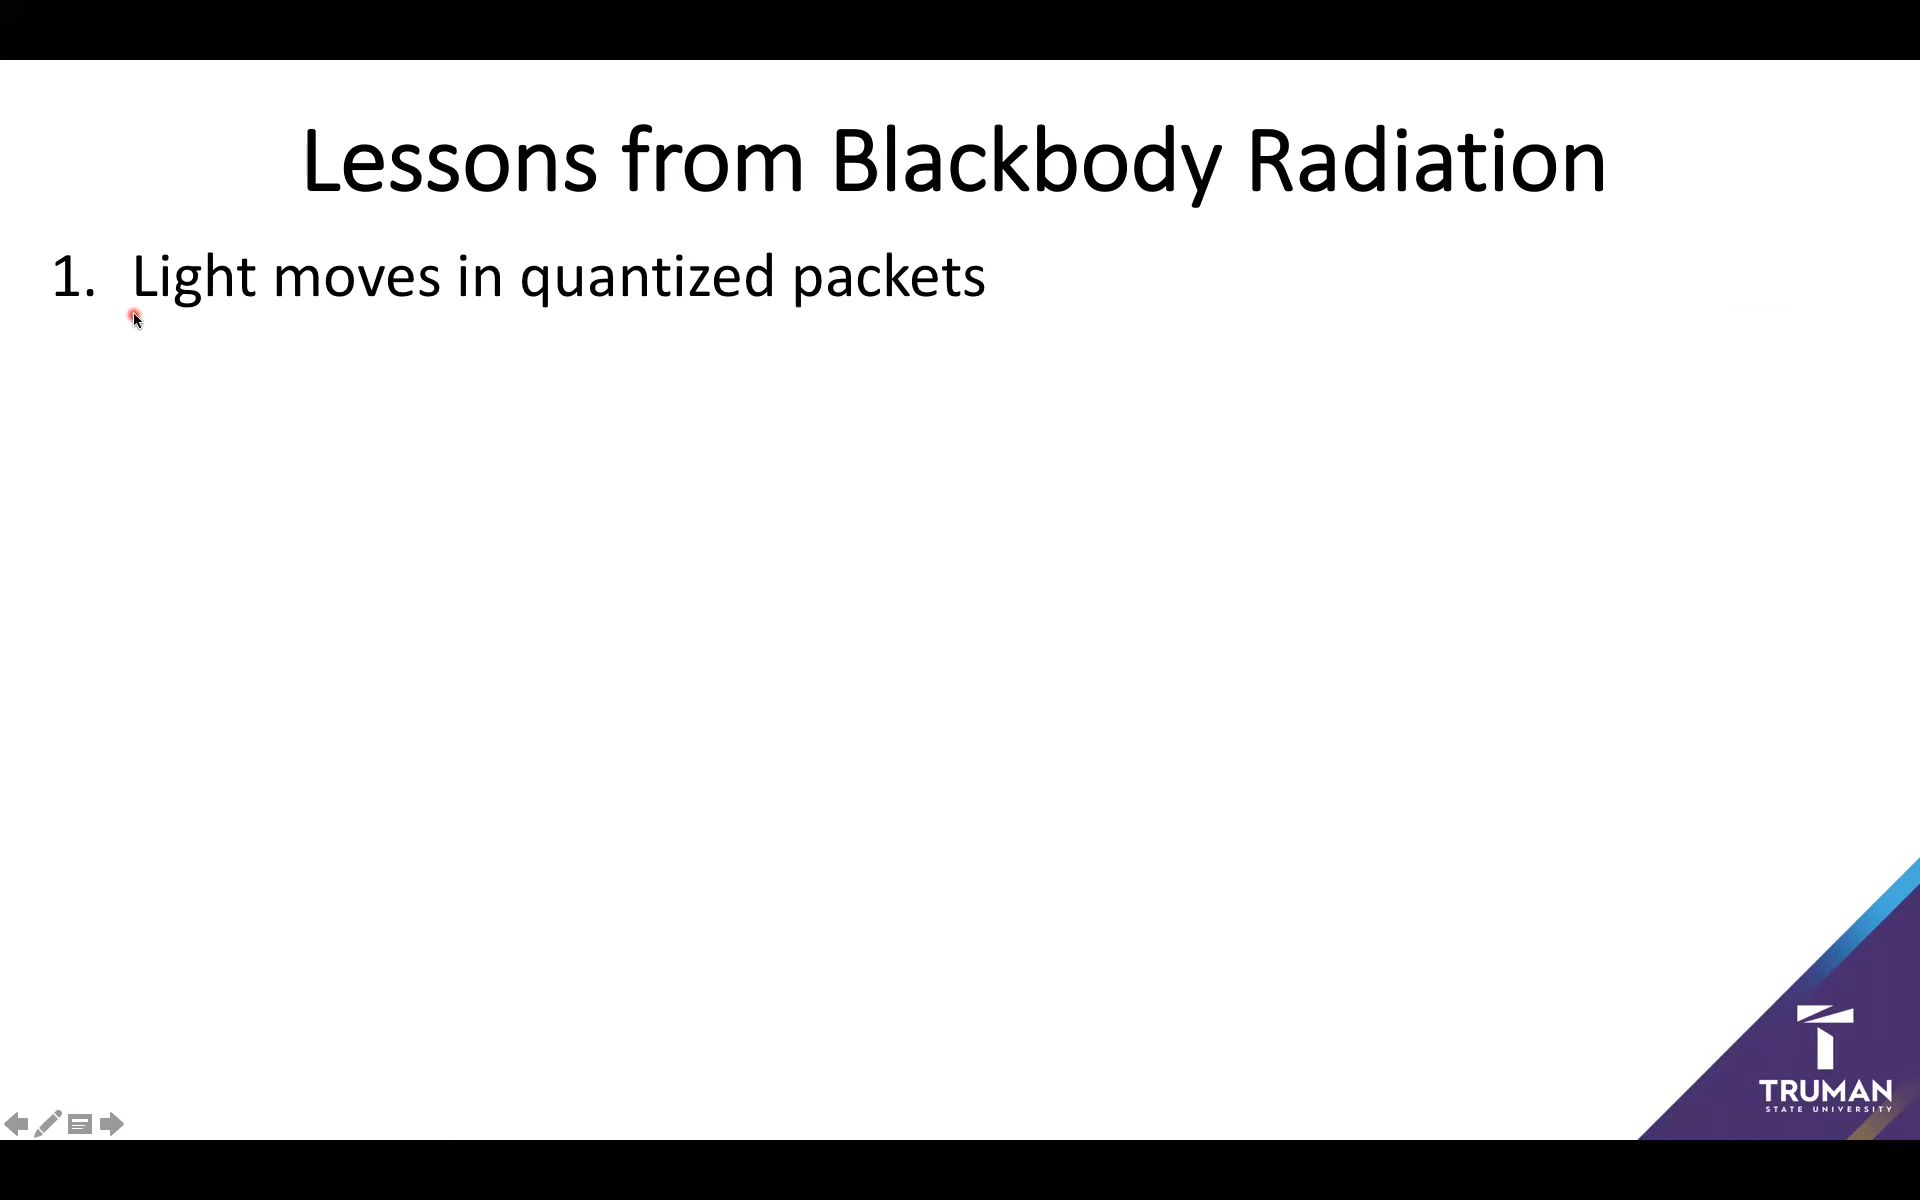 Lessons from Blackbody Radiation
1. Light moves in quantized packets
TRUMAN
STATE UNIVERSITY